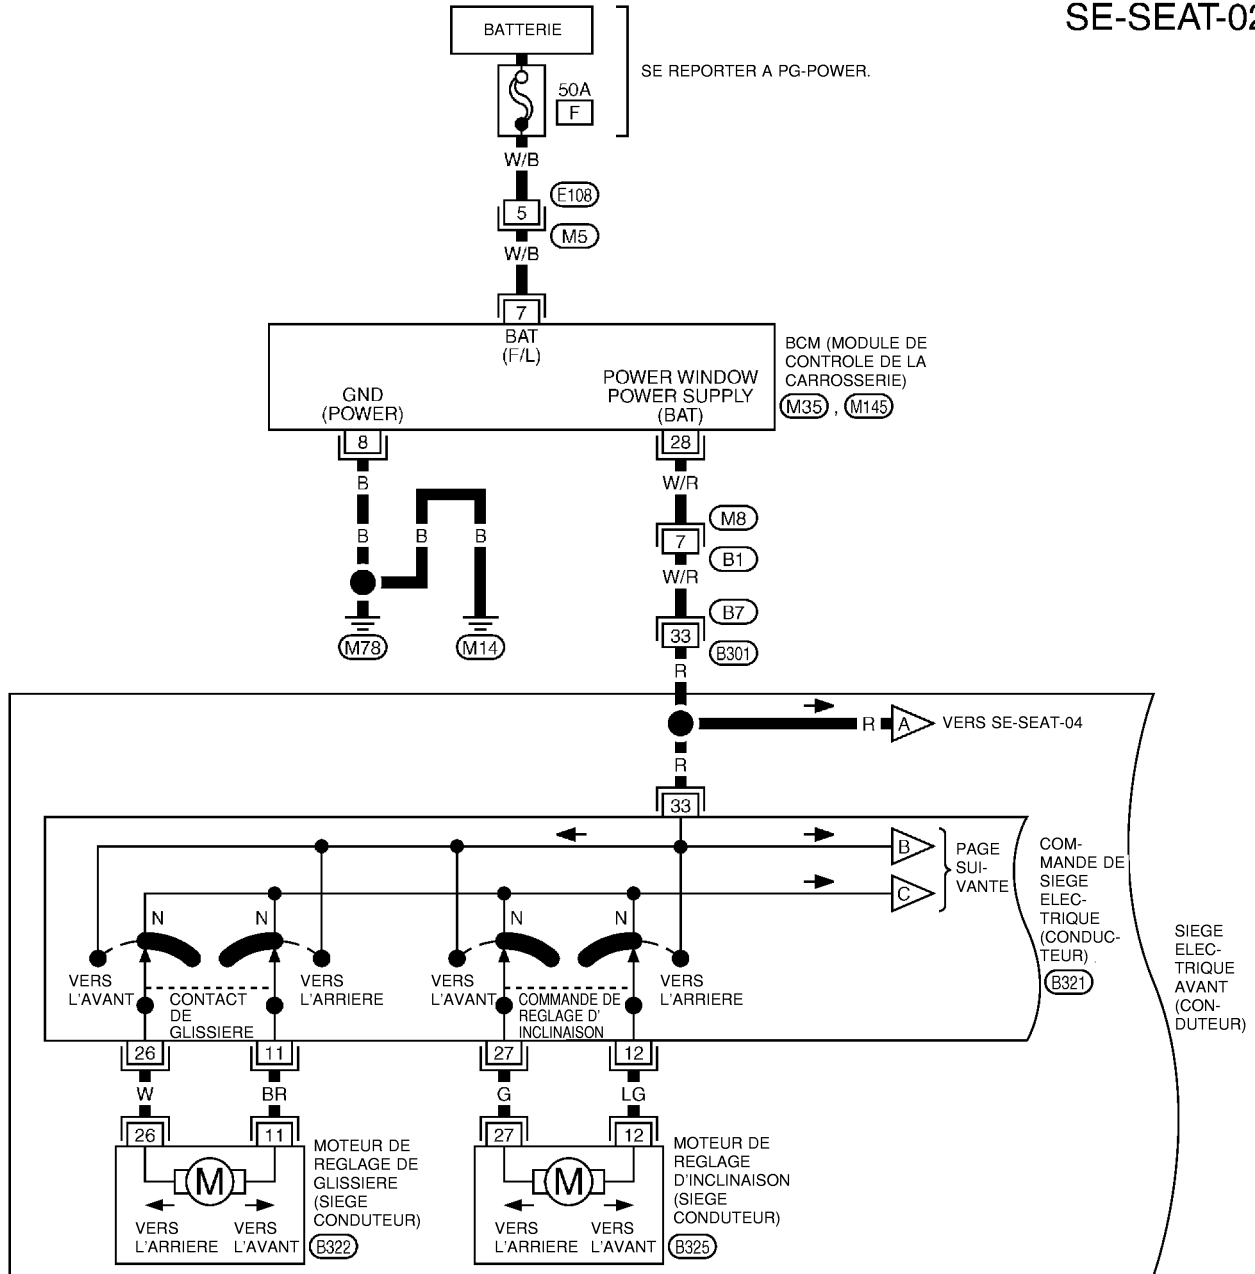 SE-SEAT-02
BATTERIE
SE REPORTER A PG-POWER.
50A
F
W/B
E108
5
M5
W/B
7
BAT
(F/L)
BCM (MODULE DE
CONTROLE DE LA
CARROSSERIE)
M35 , M145
POWER WINDOW
POWER SUPPLY
(BAT)
GND
(POWER)
8
28
B
W/R
M8
B B B
7
B1
W/R
B7
33
B301
M78
M14
R
R A VERS SE-SEAT-04
R
33
B
C
PAGE
SUI-
VANTE
COM-
MANDE DE
SIEGE
ELEC-
TRIQUE
(CONDUC-
TEUR)
B321
SIEGE
ELEC-
TRIQUE
AVANT
(CON-
DUTEUR)
N N N N
VERS
L'AVANT
CONTACT
DE
GLISSIERE
VERS
L'ARRIERE
VERS
L'AVANT
COMMANDE DE
REGLAGE D'
INCLINAISON
VERS
L'ARRIERE
26 11 27 12
W BR G LG
26 11 27 12
M
MOTEUR DE
REGLAGE DE
GLISSIERE
(SIEGE
CONDUTEUR)
B322
VERS
L'ARRIERE
VERS
L'AVANT
M
MOTEUR DE
REGLAGE
D'INCLINAISON
(SIEGE
CONDUTEUR)
B325
VERS
L'ARRIERE
VERS
L'AVANT